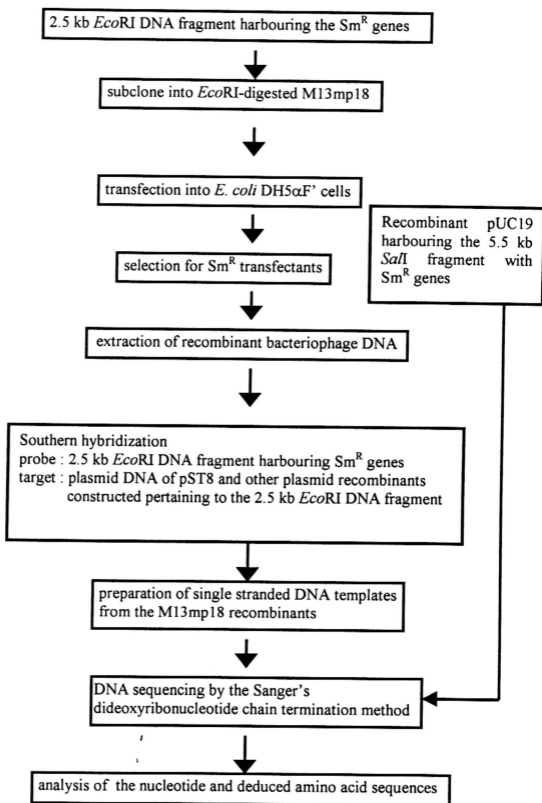 2.5 kb EcoRI DNA fragment harbouring the Smᴿ genes
subclone into EcoRI-digested M13mp18
transfection into E. coli DH5αF' cells
Recombinant pUC19
harbouring the 5.5 kb
SalI fragment with
Smᴿ genes
selection for Smᴿ transfectants
extraction of recombinant bacteriophage DNA
Southern hybridization
probe : 2.5 kb EcoRI DNA fragment harbouring Smᴿ genes
target : plasmid DNA of pST8 and other plasmid recombinants
constructed pertaining to the 2.5 kb EcoRI DNA fragment
preparation of single stranded DNA templates
from the M13mp18 recombinants
DNA sequencing by the Sanger's
dideoxyribonucleotide chain termination method
analysis of the nucleotide and deduced amino acid sequences